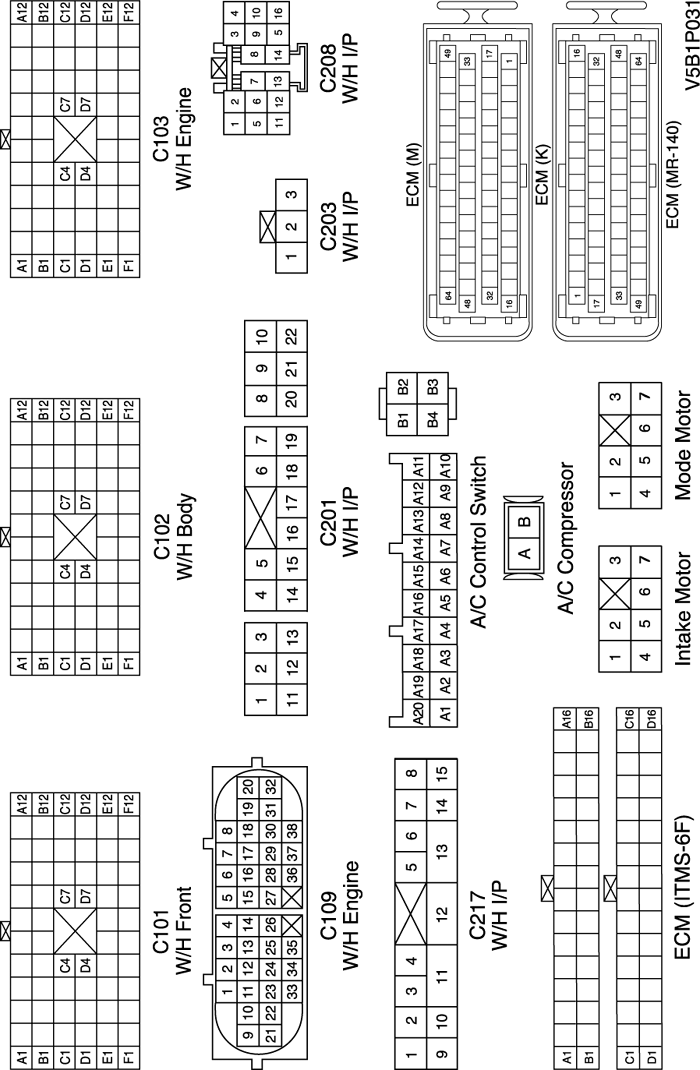 A1 A12
B1 B12
C1 C4 C7 C12
D1 D4 D7 D12
E1 E12
F1 F12
C101
W/H Front
A1 A12
B1 B12
C1 C4 C7 C12
D1 D4 D7 D12
E1 E12
F1 F12
C102
W/H Body
A1 A12
B1 B12
C1 C4 C7 C12
D1 D4 D7 D12
E1 E12
F1 F12
C103
W/H Engine
1 2 3 4 5 6 7 8
9 10 11 12 13 14 15 16 17 18 19 20
21 22 23 24 25 26 27 28 29 30 31 32
33 34 35 36 37 38
C109
W/H Engine
1 2 3 4 5 6 7 8 9 10
11 12 13 14 15 16 17 18 19 20 21 22
C201
W/H I/P
1 2 3
C203
W/H I/P
1 2 3 4
5 6 7 8 9 10
11 12 13 14 5 16
C208
W/H I/P
1 2 3 4 5 6 7 8
9 10 11 12 13 14 15
C217
W/H I/P
A20 A19 A18 A17 A16 A15 A14 A13 A12 A11
A1 A2 A3 A4 A5 A6 A7 A8 A9 A10
B1 B2
B4 B3
A/C Control Switch
A B
A/C Compressor
ECM (M)
64 49
48 33
32 17
16 1
ECM (K)
1 16
17 32
33 48
49 64
ECM (MR-140)
A1 A16
B1 B16
C1 C16
D1 D16
ECM (ITMS-6F)
1 2 3
4 5 6 7
Intake Motor
1 2 3
4 5 6 7
Mode Motor
V5B1P031